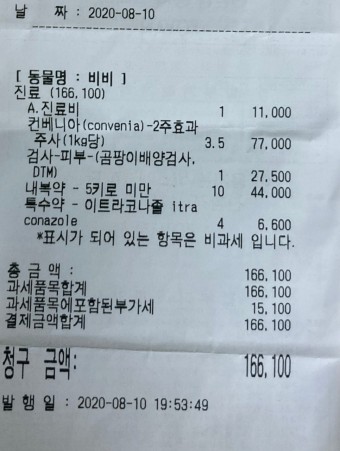 날 짜 : 2020-08-10
[ 동물명 : 비비 ]
진료 (166,100)
A.진료비 1 11,000
컨베니아(convenia)-2주효과
주사(1kg당) 3.5 77,000
검사-피부-(곰팡이배양검사,
DTM) 1 27,500
내복약 - 5키로 미만 10 44,000
특수약 - 이트라코나졸 itra
conazole 4 6,600
*표시가 되어 있는 항목은 비과세 입니다.
총 금액 : 166,100
과세품목합계 166,100
과세품목에포함된부가세 15,100
결제금액합계 166,100
청구 금액: 166,100
발 행 일 : 2020-08-10 19:53:49